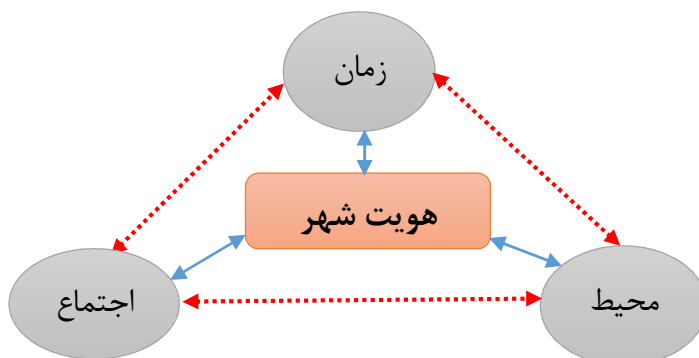 زمان
هویت شهر
محیط
اجتماع